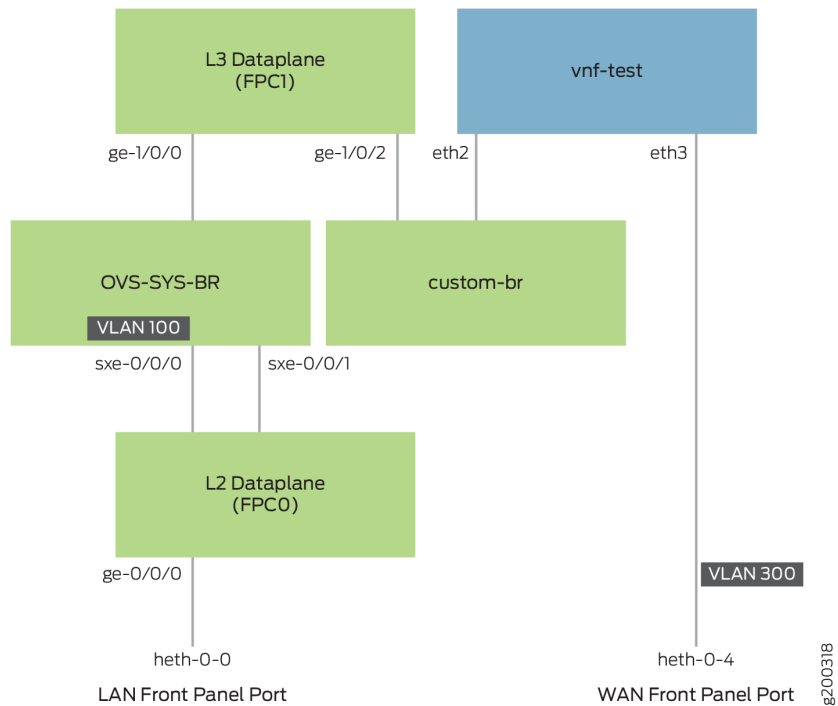 L3 Dataplane
(FPC1)
vnf-test
ge-1/0/0
ge-1/0/2
eth2
eth3
OVS-SYS-BR
custom-br
VLAN 100
sxe-0/0/0
sxe-0/0/1
L2 Dataplane
(FPC0)
ge-0/0/0
VLAN 300
heth-0-0
heth-0-4
LAN Front Panel Port
WAN Front Panel Port
g200318